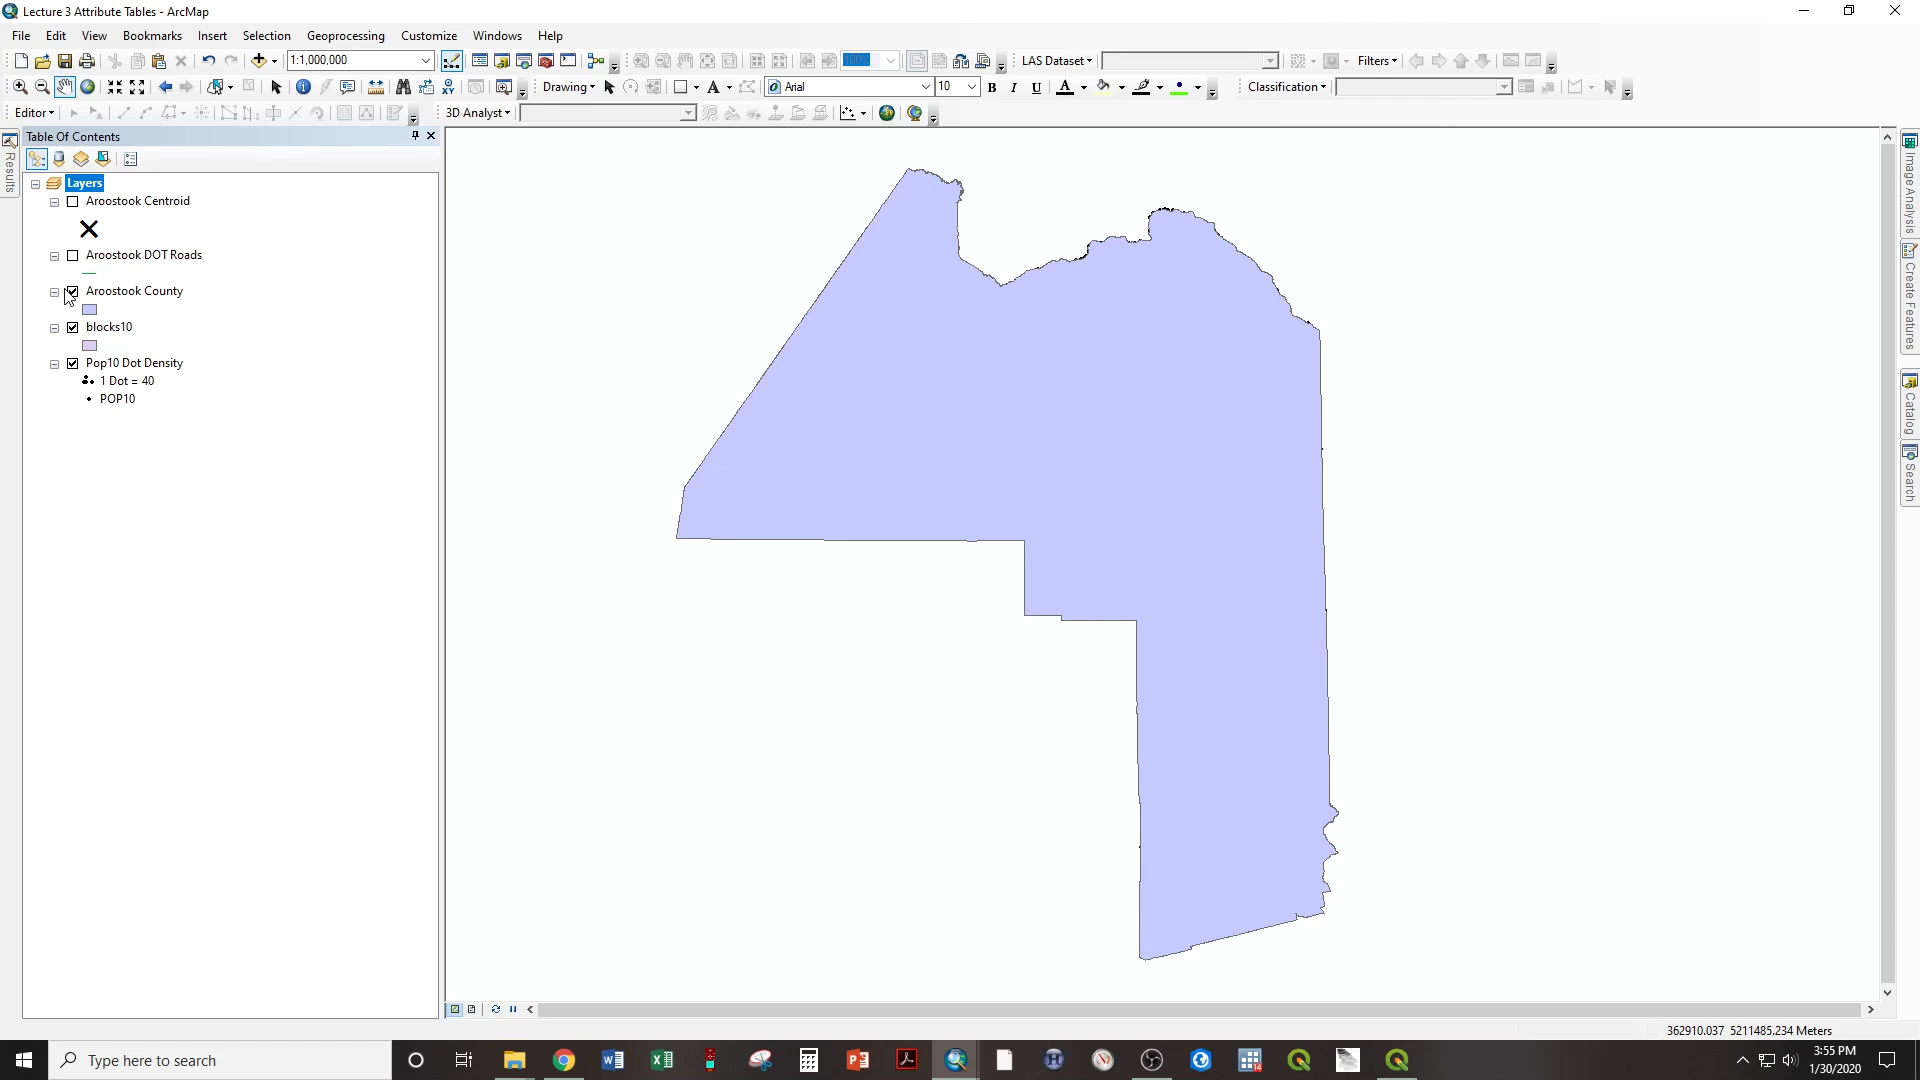 Lecture 3 Attribute Tables - ArcMap
File Edit View Bookmarks Insert Selection Geoprocessing Customize Windows Help
1:1,000,000 100% LAS Dataset Filters
Drawing A Arial 10 B I U A Classification
Editor 3D Analyst
Table Of Contents
Results
Layers
Aroostook Centroid
Aroostook DOT Roads
Aroostook County
blocks10
Pop10 Dot Density
1 Dot = 40
POP10
Image Analysis
Create Features
Catalog
Search
362910.037 5211485.234 Meters
Type here to search
3:55 PM
1/30/2020